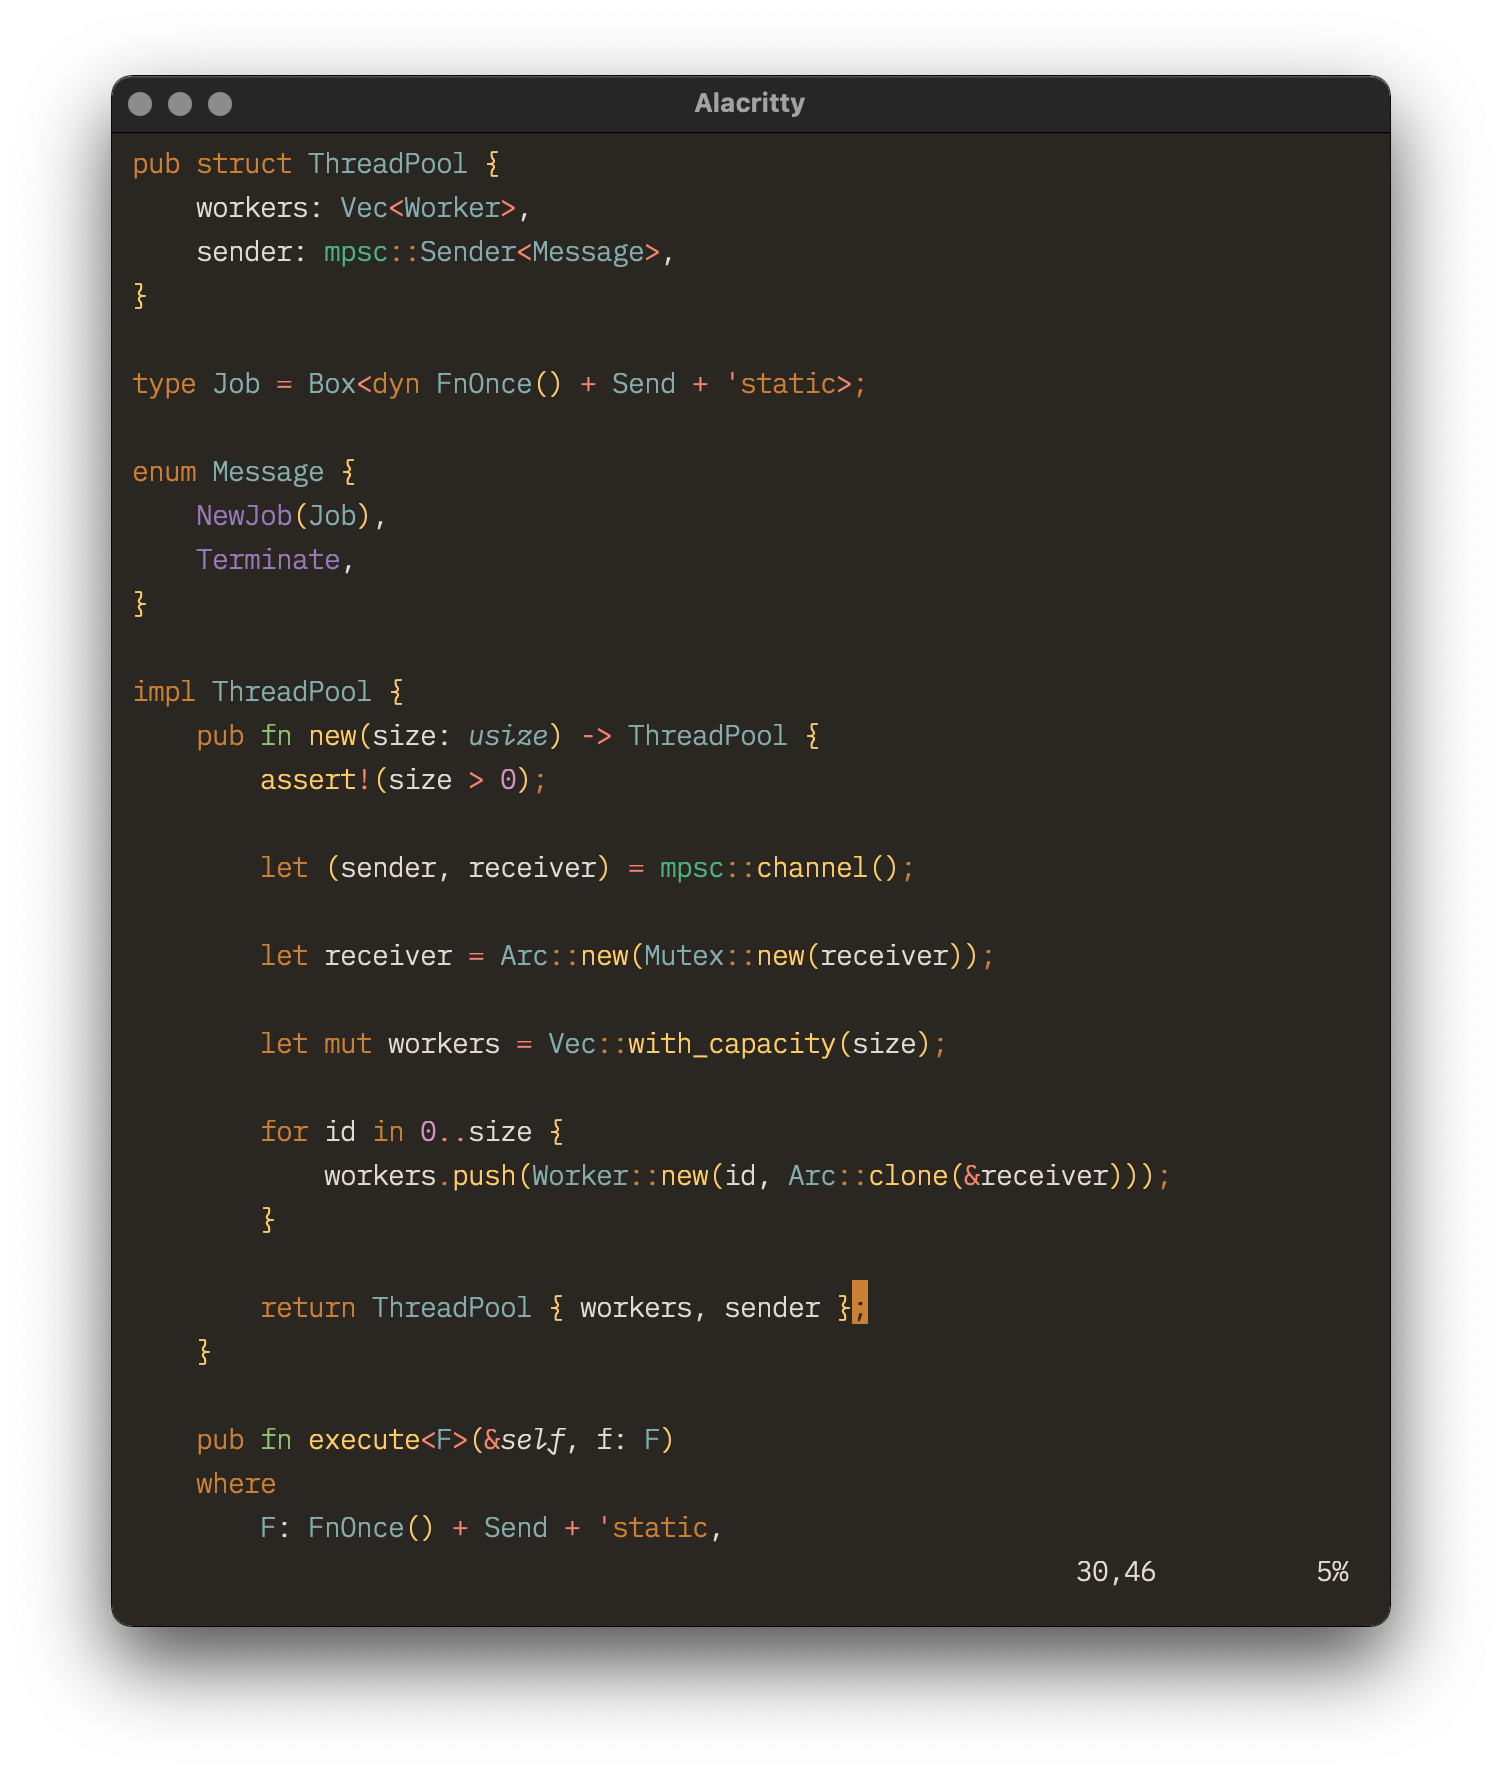 Alacritty
pub struct ThreadPool {
    workers: Vec<Worker>,
    sender: mpsc::Sender<Message>,
}

type Job = Box<dyn FnOnce() + Send + 'static>;

enum Message {
    NewJob(Job),
    Terminate,
}

impl ThreadPool {
    pub fn new(size: usize) -> ThreadPool {
        assert!(size > 0);

        let (sender, receiver) = mpsc::channel();

        let receiver = Arc::new(Mutex::new(receiver));

        let mut workers = Vec::with_capacity(size);

        for id in 0..size {
            workers.push(Worker::new(id, Arc::clone(&receiver)));
        }

        return ThreadPool { workers, sender };
    }

    pub fn execute<F>(&self, f: F)
    where
        F: FnOnce() + Send + 'static,
30,46 5%